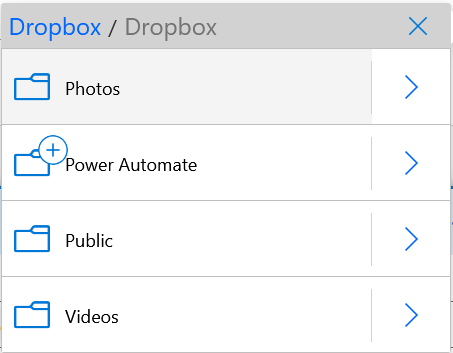 Dropbox / Dropbox
Photos
Power Automate
Public
Videos